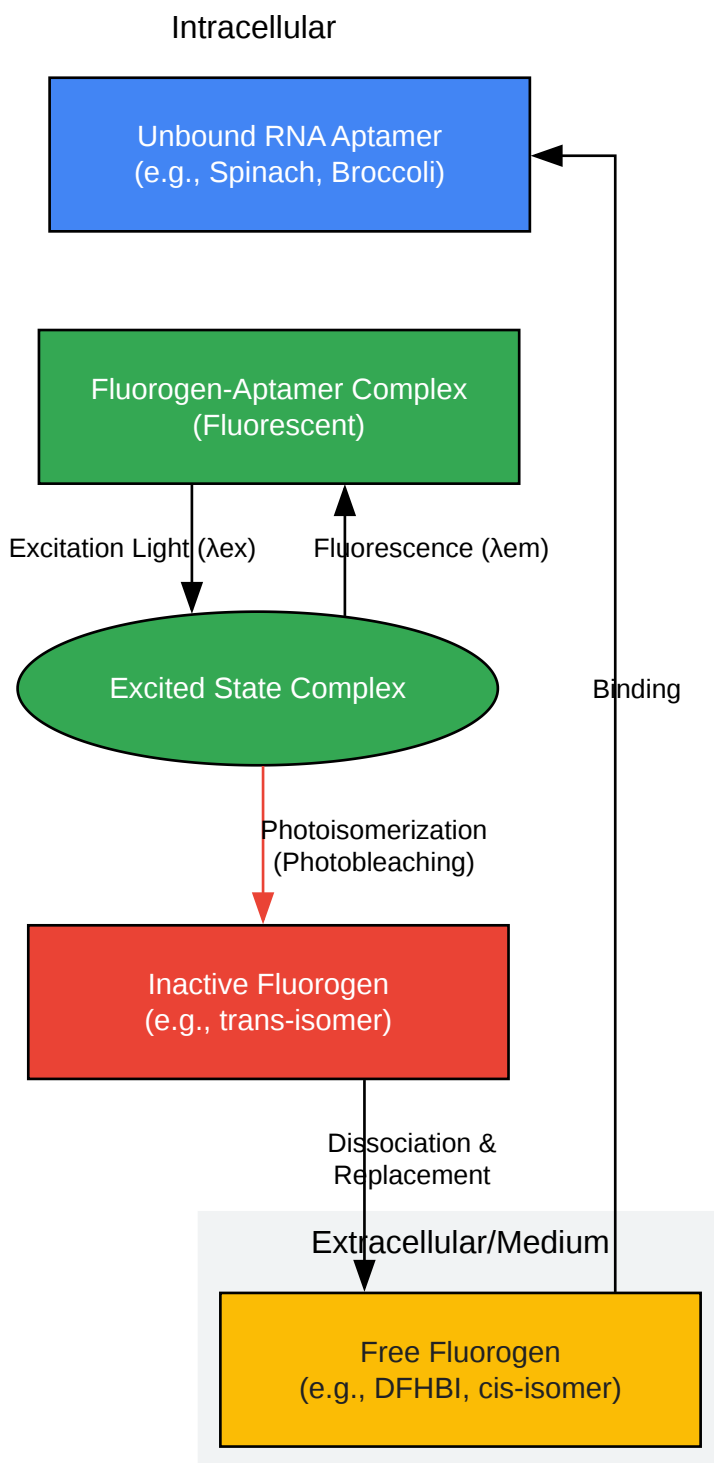 Intracellular
Unbound RNA Aptamer
(e.g., Spinach, Broccoli)
Fluorogen-Aptamer Complex
(Fluorescent)
Excitation Light (λex)
Fluorescence (λem)
Excited State Complex
Binding
Photoisomerization
(Photobleaching)
Inactive Fluorogen
(e.g., trans-isomer)
Dissociation &
Replacement
Extracellular/Medium
Free Fluorogen
(e.g., DFHBI, cis-isomer)